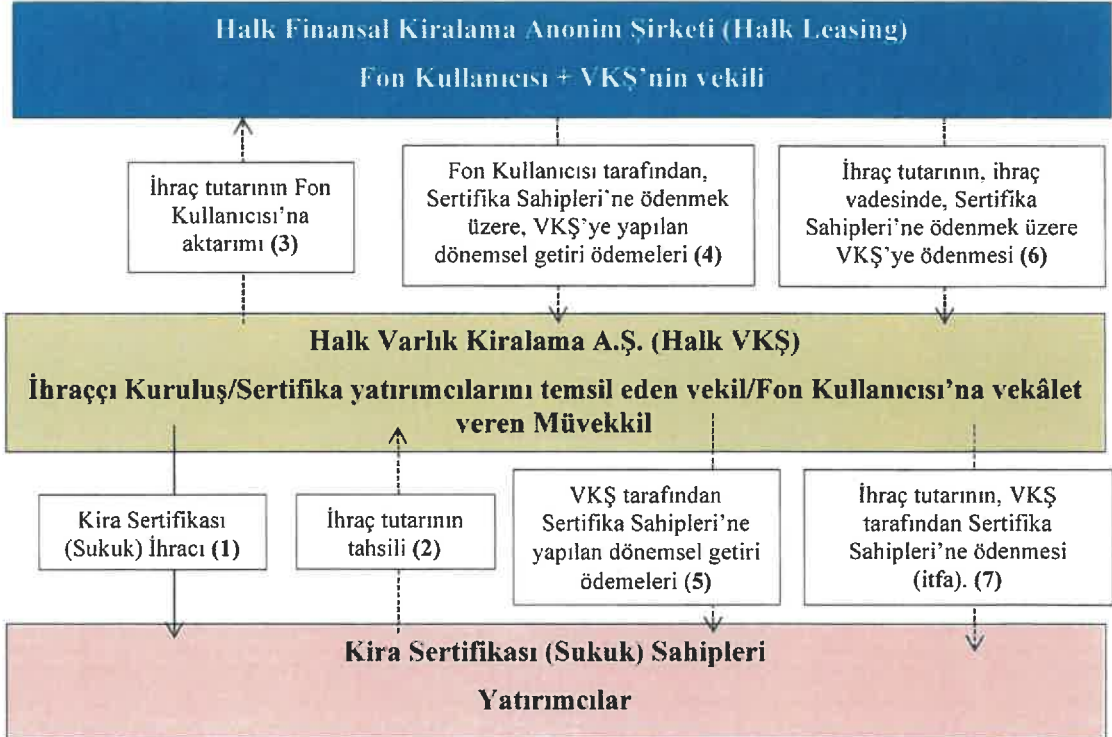 Halk Finansal Kiralama Anonim Şirketi (Halk Leasing)
Fon Kullanıcısı + VKŞ'nin vekili
İhraç tutarının Fon
Kullanıcısı'na
aktarımı (3)
Fon Kullanıcısı tarafından,
Sertifika Sahipleri'ne ödenmek
üzere, VKŞ'ye yapılan
dönemsel getiri ödemeleri (4)
İhraç tutarının, ihraç
vadesinde, Sertifika
Sahipleri'ne ödenmek üzere
VKŞ'ye ödenmesi (6)
Halk Varlık Kiralama A.Ş. (Halk VKŞ)
İhraççı Kuruluş/Sertifika yatırımcılarını temsil eden vekil/Fon Kullanıcısı'na vekâlet
veren Müvekkil
Kira Sertifikası
(Sukuk) İhracı (1)
İhraç tutarının
tahsili (2)
VKŞ tarafından
Sertifika Sahipleri'ne
yapılan dönemsel getiri
ödemeleri (5)
İhraç tutarının, VKŞ
tarafından Sertifika
Sahipleri'ne ödenmesi
(itfa). (7)
Kira Sertifikası (Sukuk) Sahipleri
Yatırımcılar